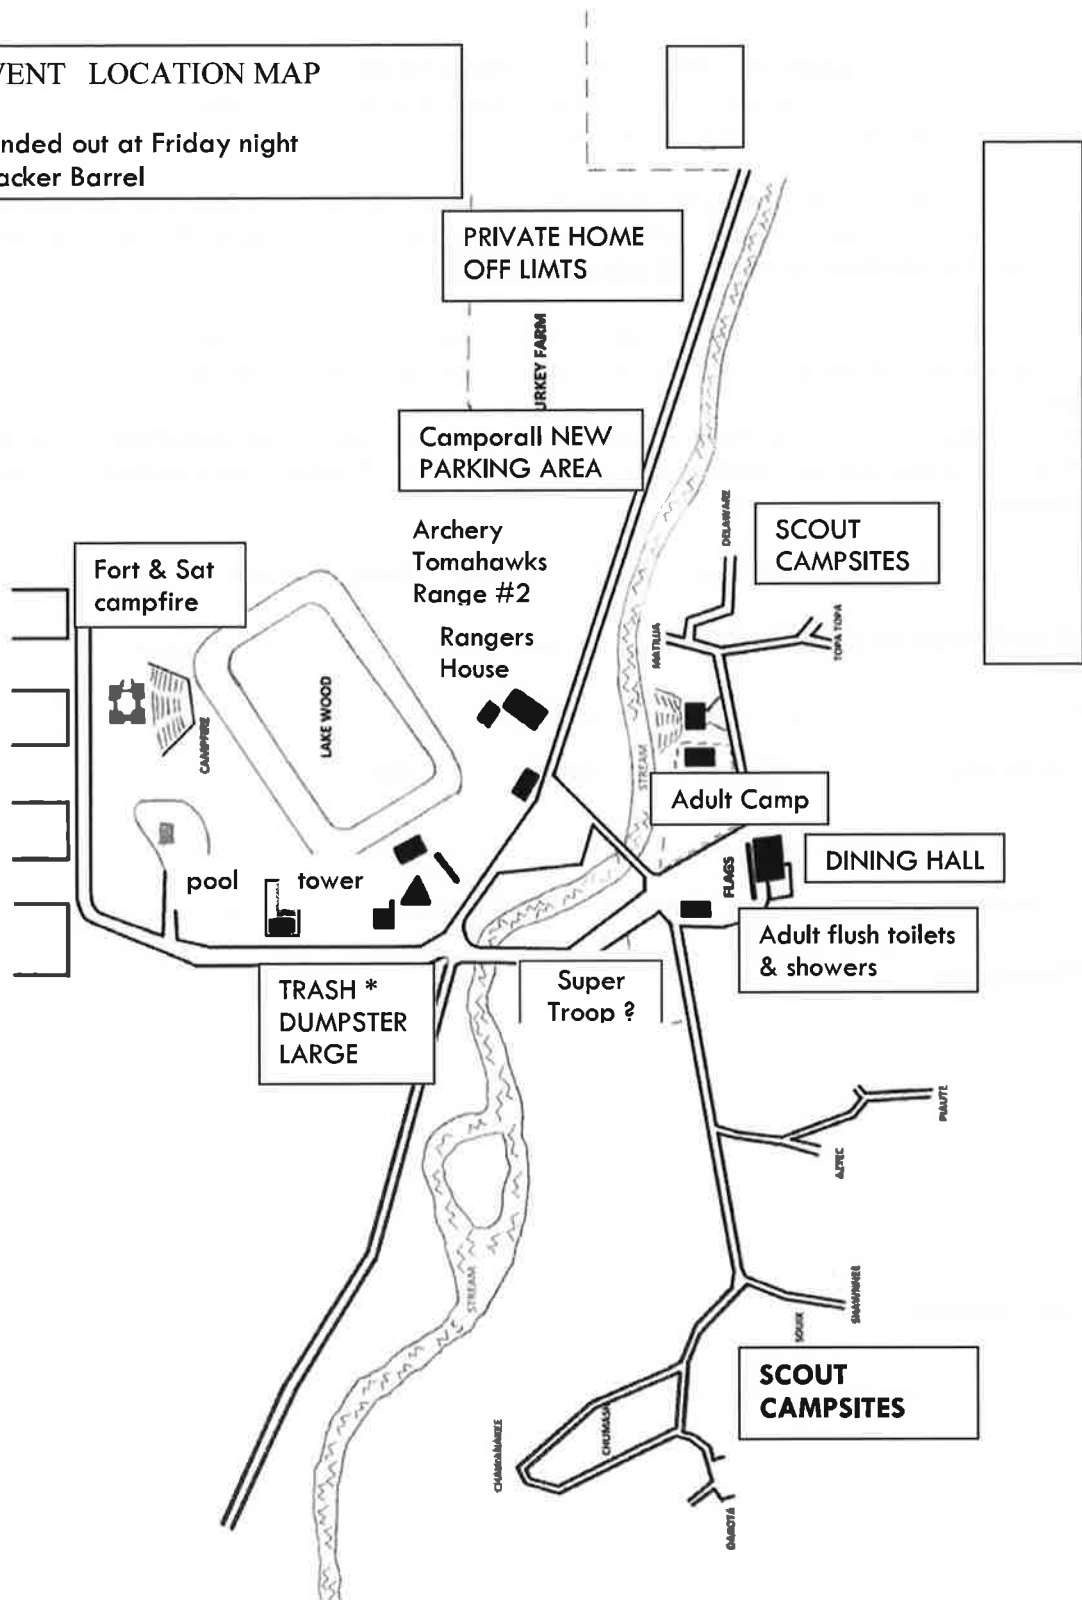 VENT LOCATION MAP
nded out at Friday night
acker Barrel
PRIVATE HOME
OFF LIMTS
URKEY FARM
Camporall NEW
PARKING AREA
Archery
Tomahawks
Range #2
Rangers
House
DELAWARE
SCOUT
CAMPSITES
Fort & Sat
campfire
MATILIJA
TOPA TOPA
CAMPFIRE
LAKE WOOD
STREAM
Adult Camp
pool
tower
FLAGS
DINING HALL
Adult flush toilets
& showers
TRASH *
DUMPSTER
LARGE
Super
Troop ?
PIAUTE
AZTEC
STREAM
SHAWNNEE
SOUIX
SCOUT
CAMPSITES
CHUMASH
DAKOTA